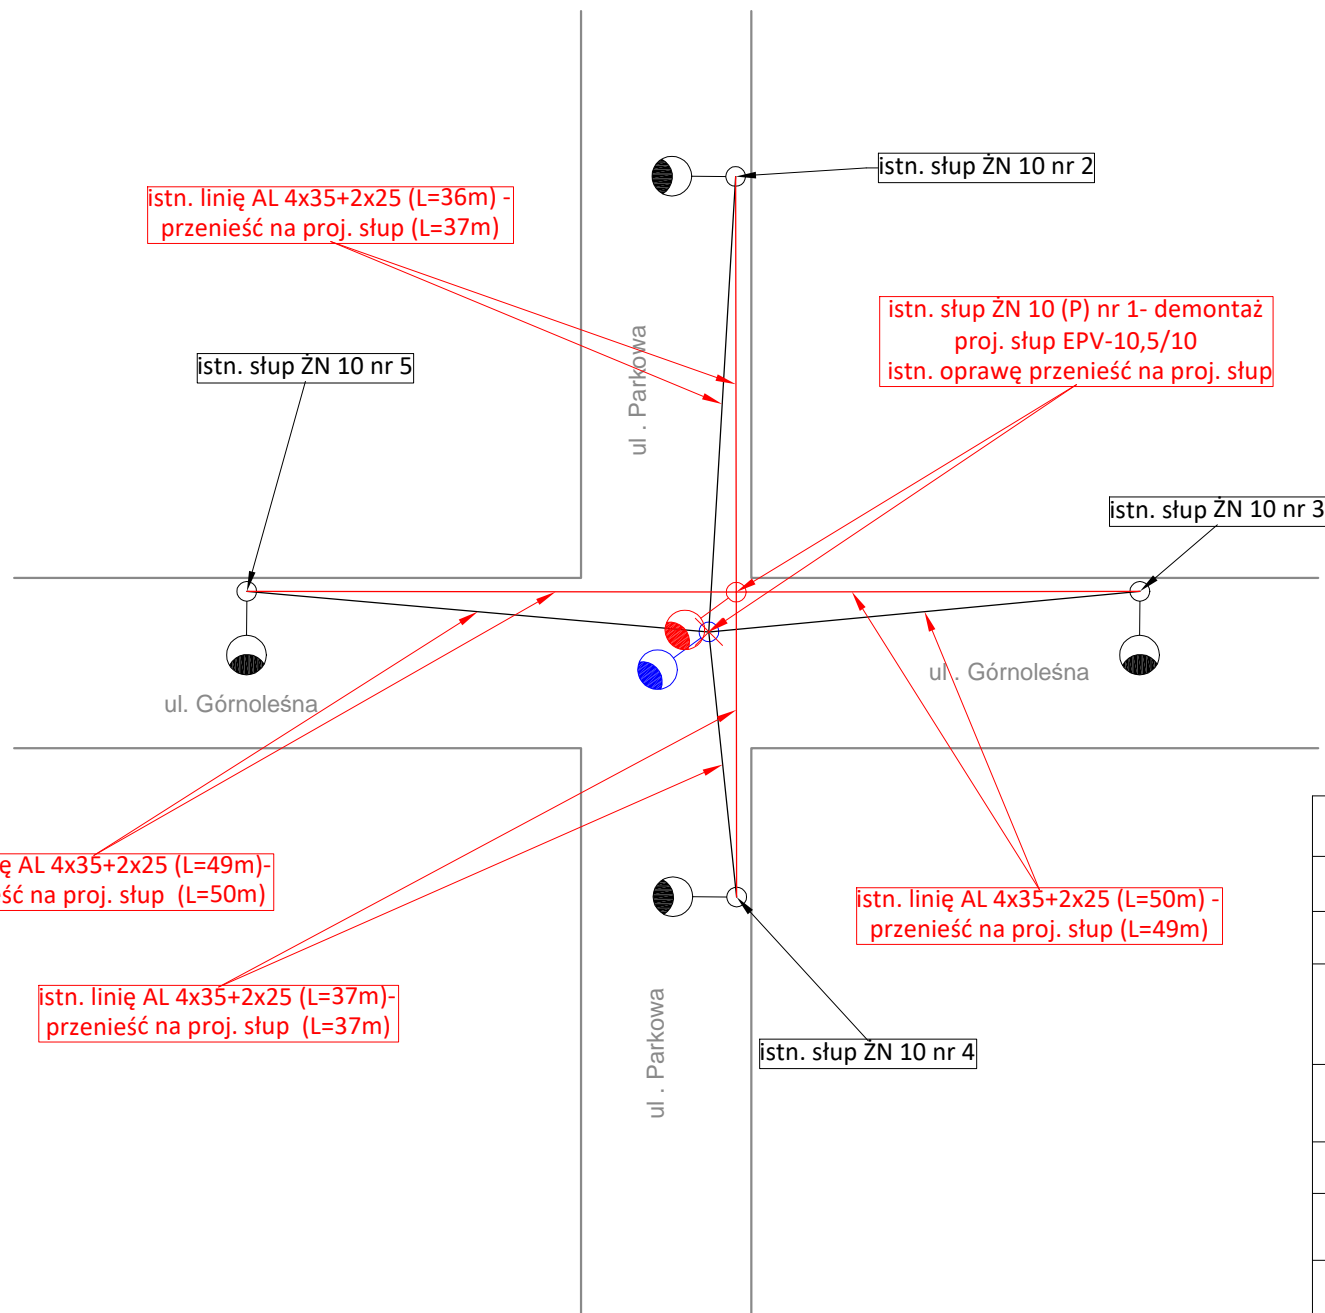 istn. słup ŻN 10 nr 2
istn. linię AL 4x35+2x25 (L=36m) -
przenieść na proj. słup (L=37m)
istn. słup ŻN 10 (P) nr 1- demontaż
proj. słup EPV-10,5/10
istn. oprawę przenieść na proj. słup
istn. słup ŻN 10 nr 5
ul . Parkowa
istn. słup ŻN 10 nr 3
ul. Górnoleśna
ul . Górnoleśna
AL 4x35+2x25 (L=49m)-
na proj. słup (L=50m)
istn. linię AL 4x35+2x25 (L=50m) -
przenieść na proj. słup (L=49m)
istn. linię AL 4x35+2x25 (L=37m)-
przenieść na proj. słup (L=37m)
ul . Parkowa
istn. słup ŻN 10 nr 4